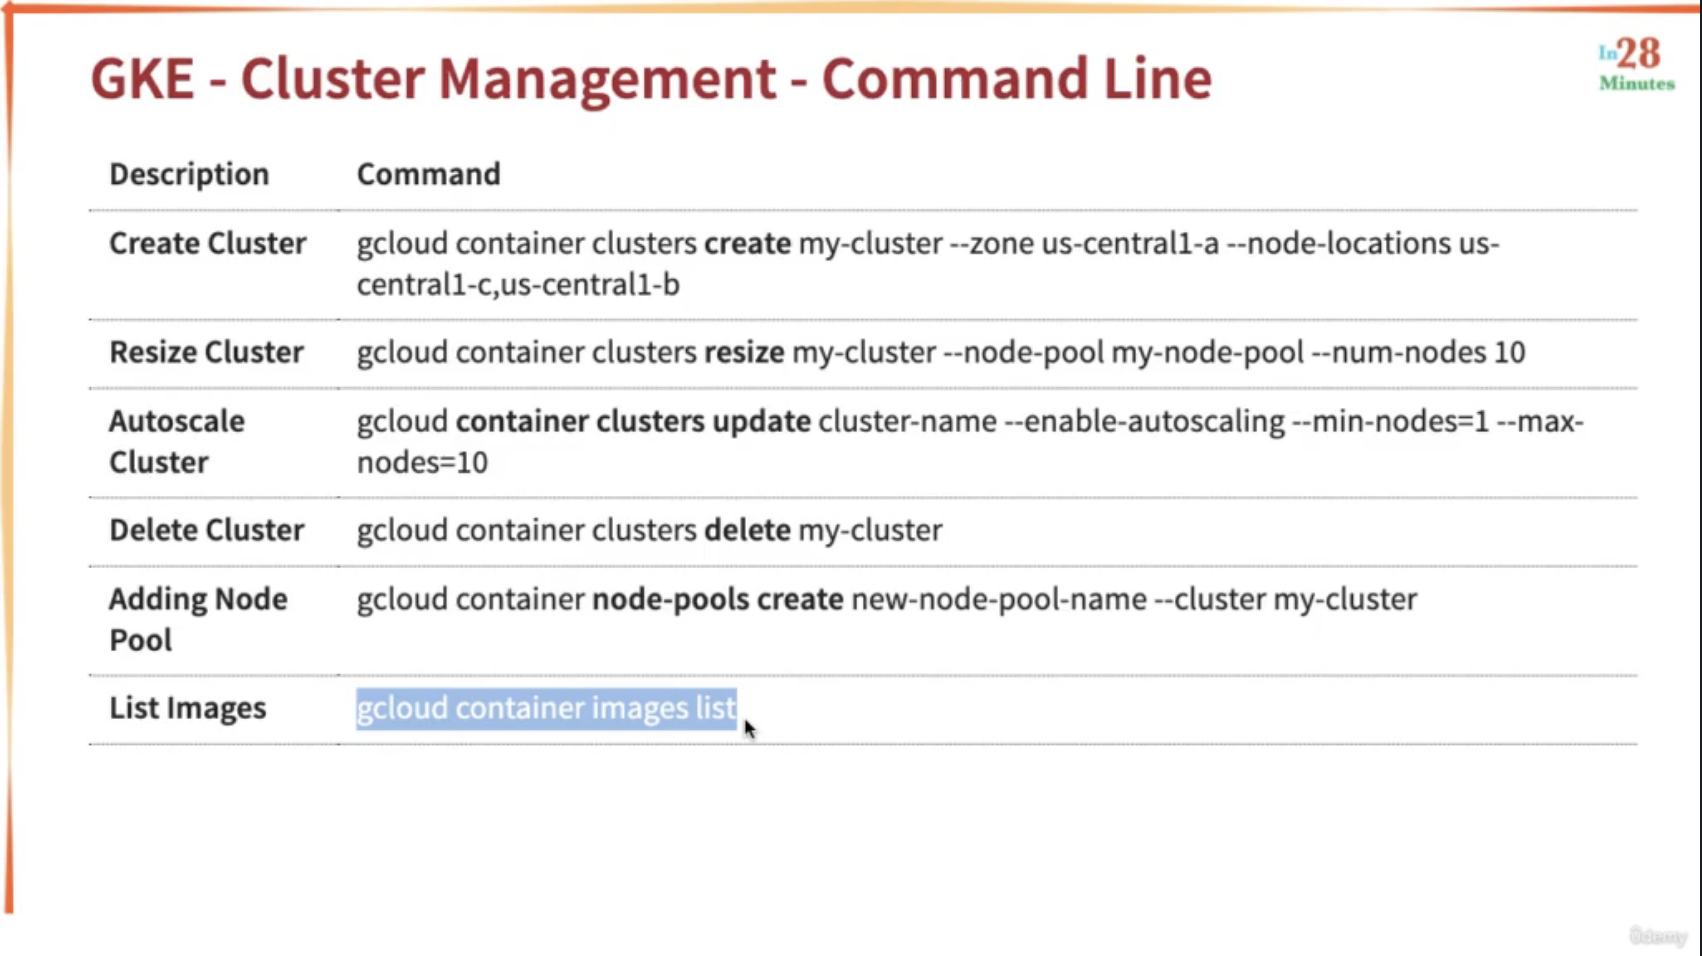 GKE - Cluster Management - Command Line
In28
Minutes
Description Command
Create Cluster gcloud container clusters create my-cluster --zone us-central1-a --node-locations us-
central1-c,us-central1-b
Resize Cluster gcloud container clusters resize my-cluster --node-pool my-node-pool --num-nodes 10
Autoscale gcloud container clusters update cluster-name --enable-autoscaling --min-nodes=1 --max-
Cluster nodes=10
Delete Cluster gcloud container clusters delete my-cluster
Adding Node gcloud container node-pools create new-node-pool-name --cluster my-cluster
Pool
List Images gcloud container images list
ûdemy